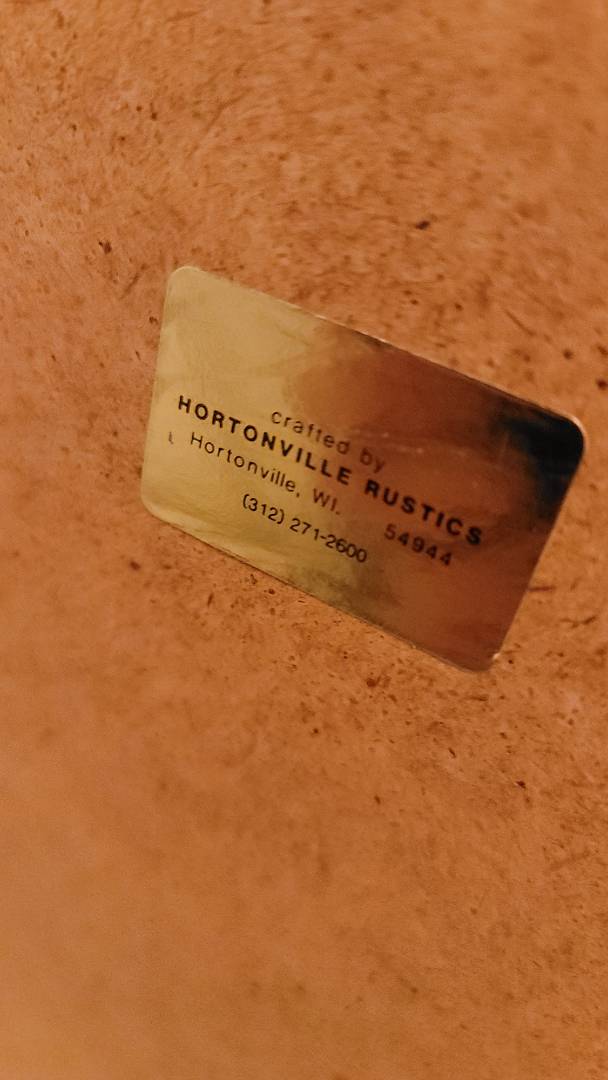 crafted by
HORTONVILLE RUSTICS
Hortonville, WI. 54944
(312) 271-2600